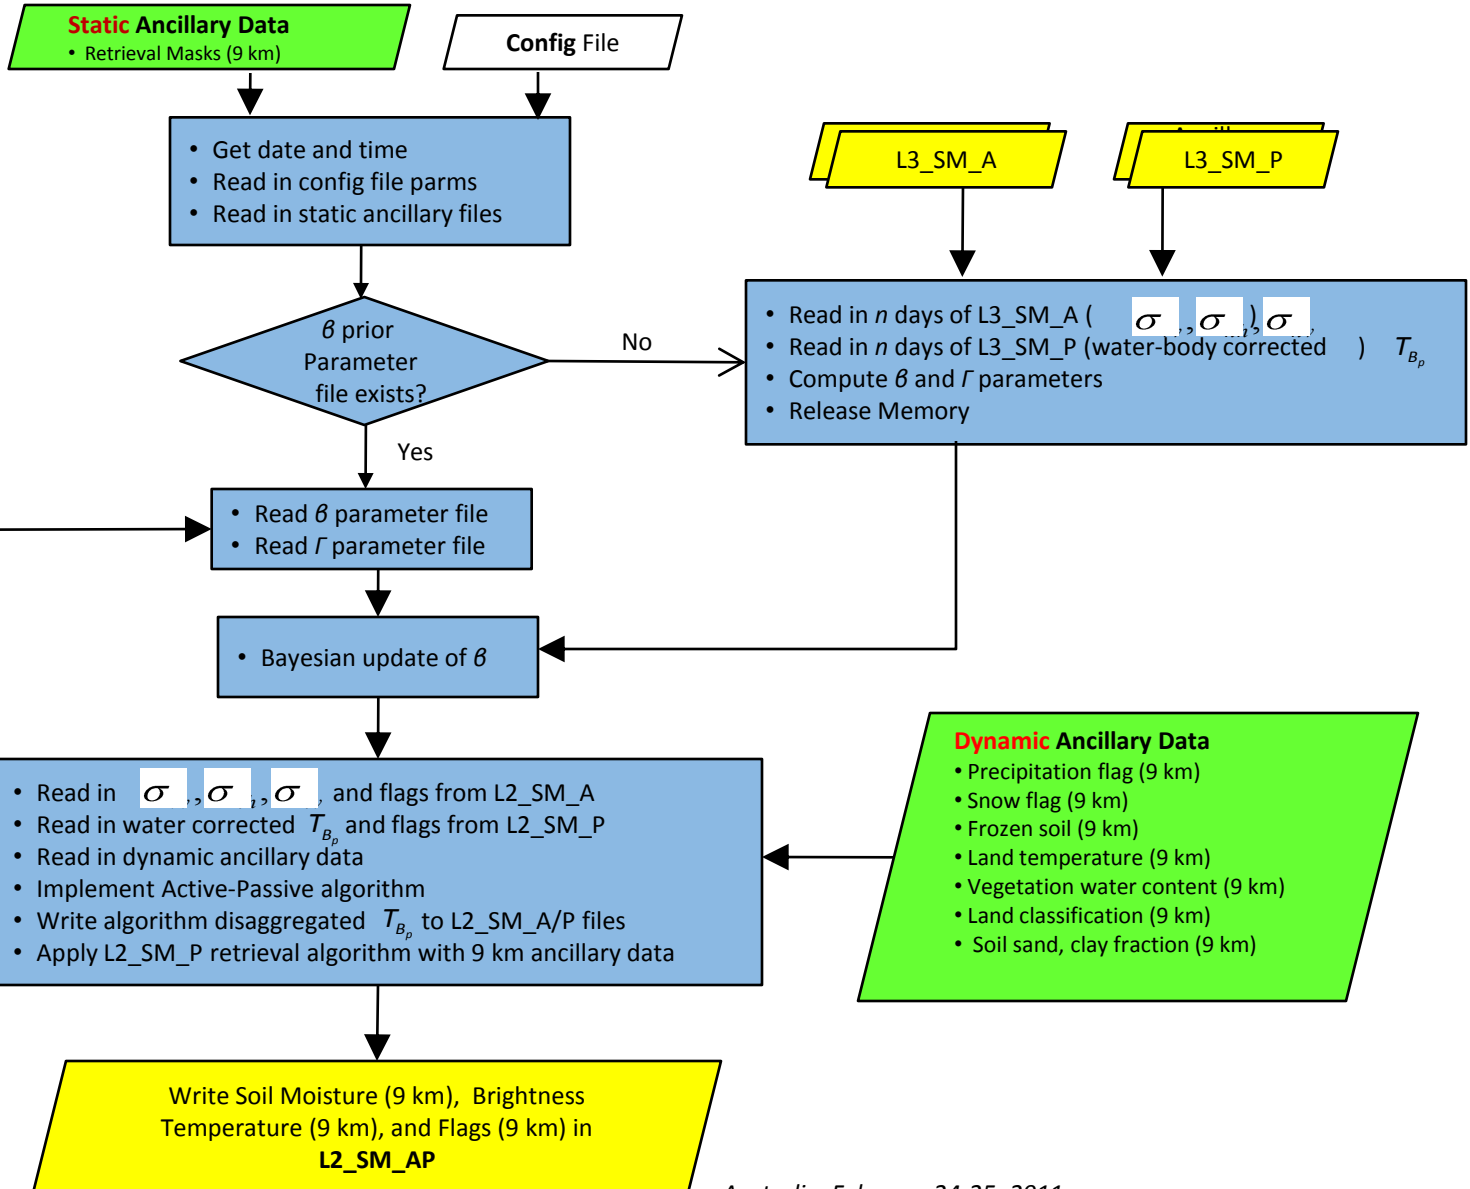 Static Ancillary Data
• Retrieval Masks (9 km)
Config File
• Get date and time
• Read in config file parms
• Read in static ancillary files
L3_SM_A
L3_SM_P
β prior
Parameter
file exists?
No
Yes
• Read in n days of L3_SM_A ( σ , σ ), σ
• Read in n days of L3_SM_P (water-body corrected ) T_Bp
• Compute β and Γ parameters
• Release Memory
• Read β parameter file
• Read Γ parameter file
• Bayesian update of β
• Read in σ , σ , σ and flags from L2_SM_A
• Read in water corrected T_Bp and flags from L2_SM_P
• Read in dynamic ancillary data
• Implement Active-Passive algorithm
• Write algorithm disaggregated T_Bp to L2_SM_A/P files
• Apply L2_SM_P retrieval algorithm with 9 km ancillary data
Dynamic Ancillary Data
• Precipitation flag (9 km)
• Snow flag (9 km)
• Frozen soil (9 km)
• Land temperature (9 km)
• Vegetation water content (9 km)
• Land classification (9 km)
• Soil sand, clay fraction (9 km)
Write Soil Moisture (9 km), Brightness
Temperature (9 km), and Flags (9 km) in
L2_SM_AP